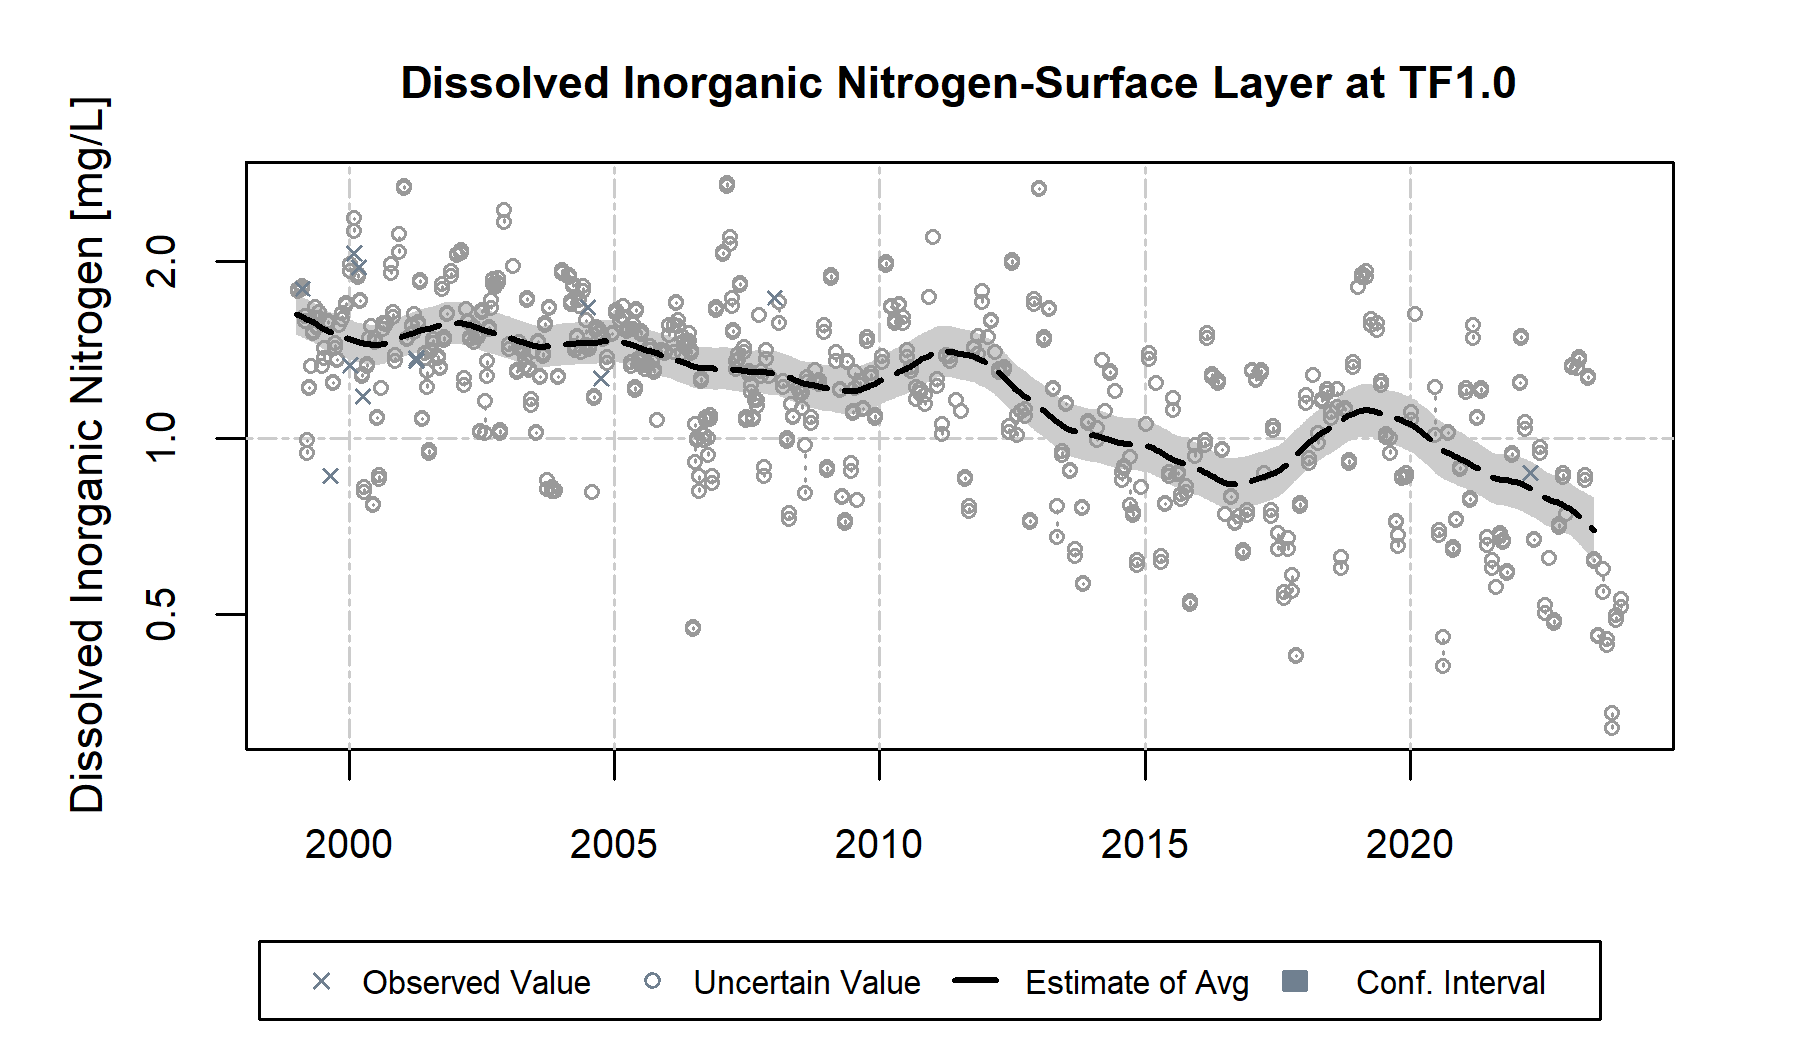 Dissolved Inorganic Nitrogen-Surface Layer at TF1.0
Dissolved Inorganic Nitrogen [mg/L]
2.0
1.0
0.5
2000 2005 2010 2015 2020
Observed Value Uncertain Value Estimate of Avg Conf. Interval